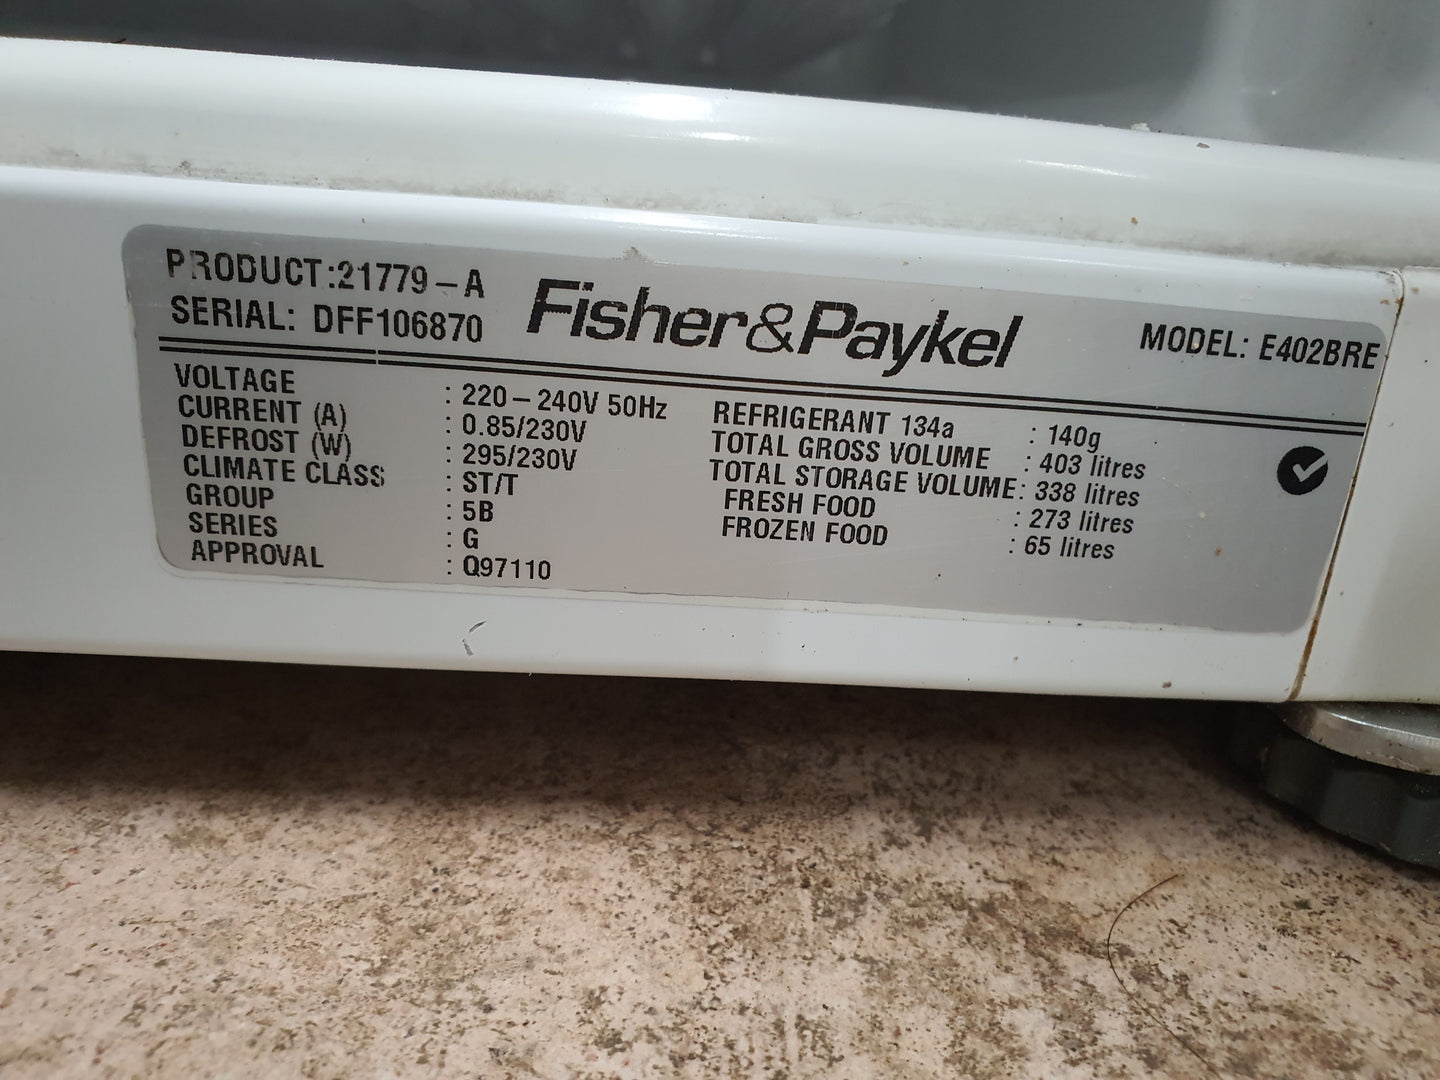 PRODUCT:21779-A
SERIAL: DFF106870
Fisher&Paykel
MODEL: E402BRE
VOLTAGE : 220-240V 50Hz
CURRENT (A) : 0.85/230V
DEFROST (W) : 295/230V
CLIMATE CLASS : ST/T
GROUP : 5B
SERIES : G
APPROVAL : Q97110
REFRIGERANT 134a : 140g
TOTAL GROSS VOLUME : 403 litres
TOTAL STORAGE VOLUME: 338 litres
FRESH FOOD : 273 litres
FROZEN FOOD : 65 litres